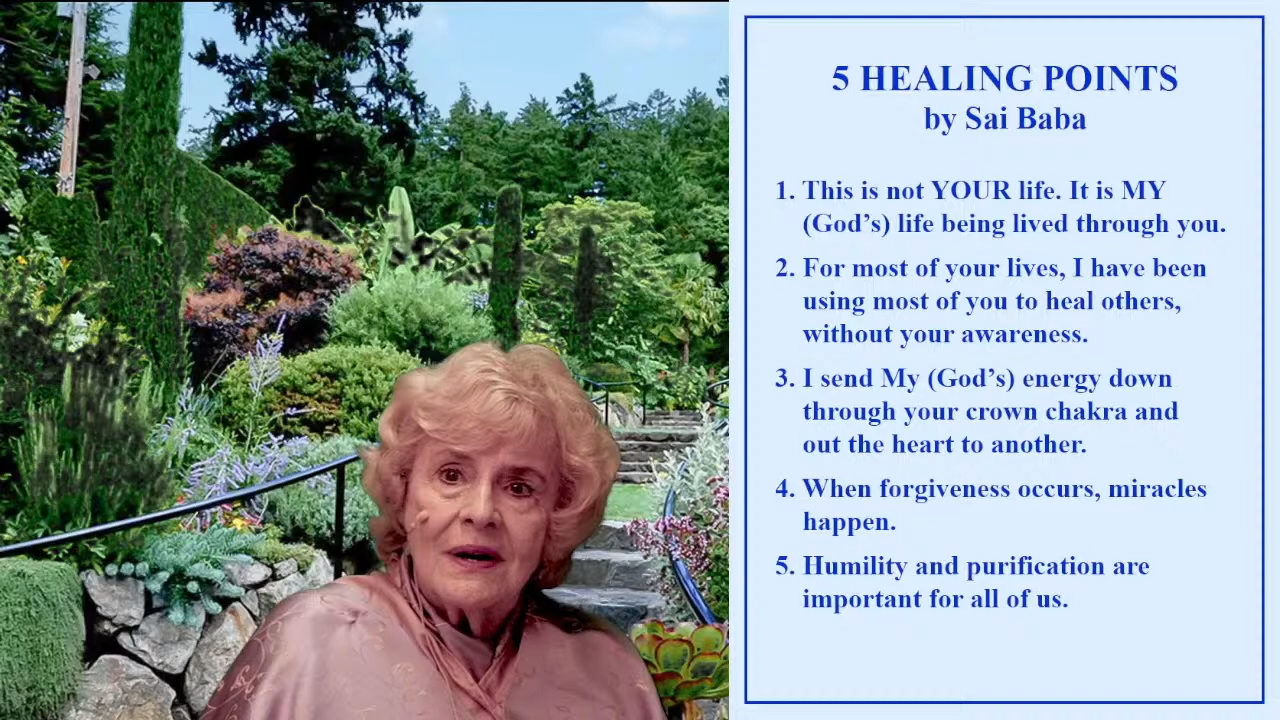 5 HEALING POINTS
by Sai Baba
1. This is not YOUR life. It is MY
(God’s) life being lived through you.
2. For most of your lives, I have been
using most of you to heal others,
without your awareness.
3. I send My (God’s) energy down
through your crown chakra and
out the heart to another.
4. When forgiveness occurs, miracles
happen.
5. Humility and purification are
important for all of us.